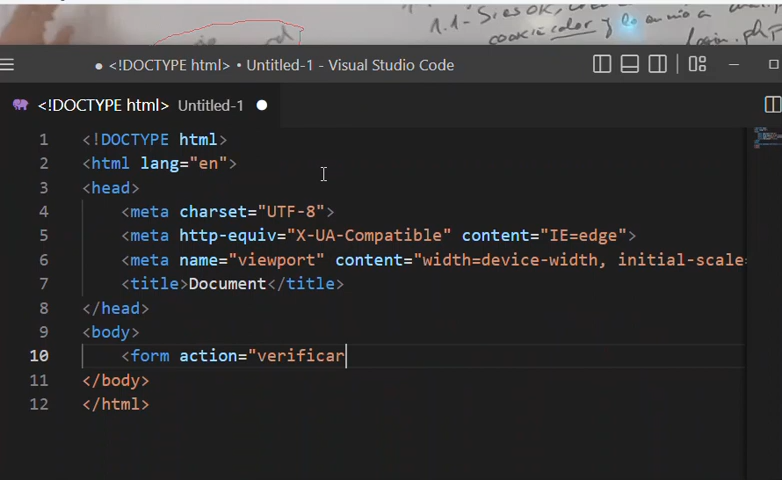 1.1- Si es OK,
cookie color y lo envío a
login.php
<!DOCTYPE html> • Untitled-1 - Visual Studio Code
<!DOCTYPE html> Untitled-1
1 <!DOCTYPE html>
2 <html lang="en">
3 <head>
4 <meta charset="UTF-8">
5 <meta http-equiv="X-UA-Compatible" content="IE=edge">
6 <meta name="viewport" content="width=device-width, initial-scale=
7 <title>Document</title>
8 </head>
9 <body>
10 <form action="verificar
11 </body>
12 </html>